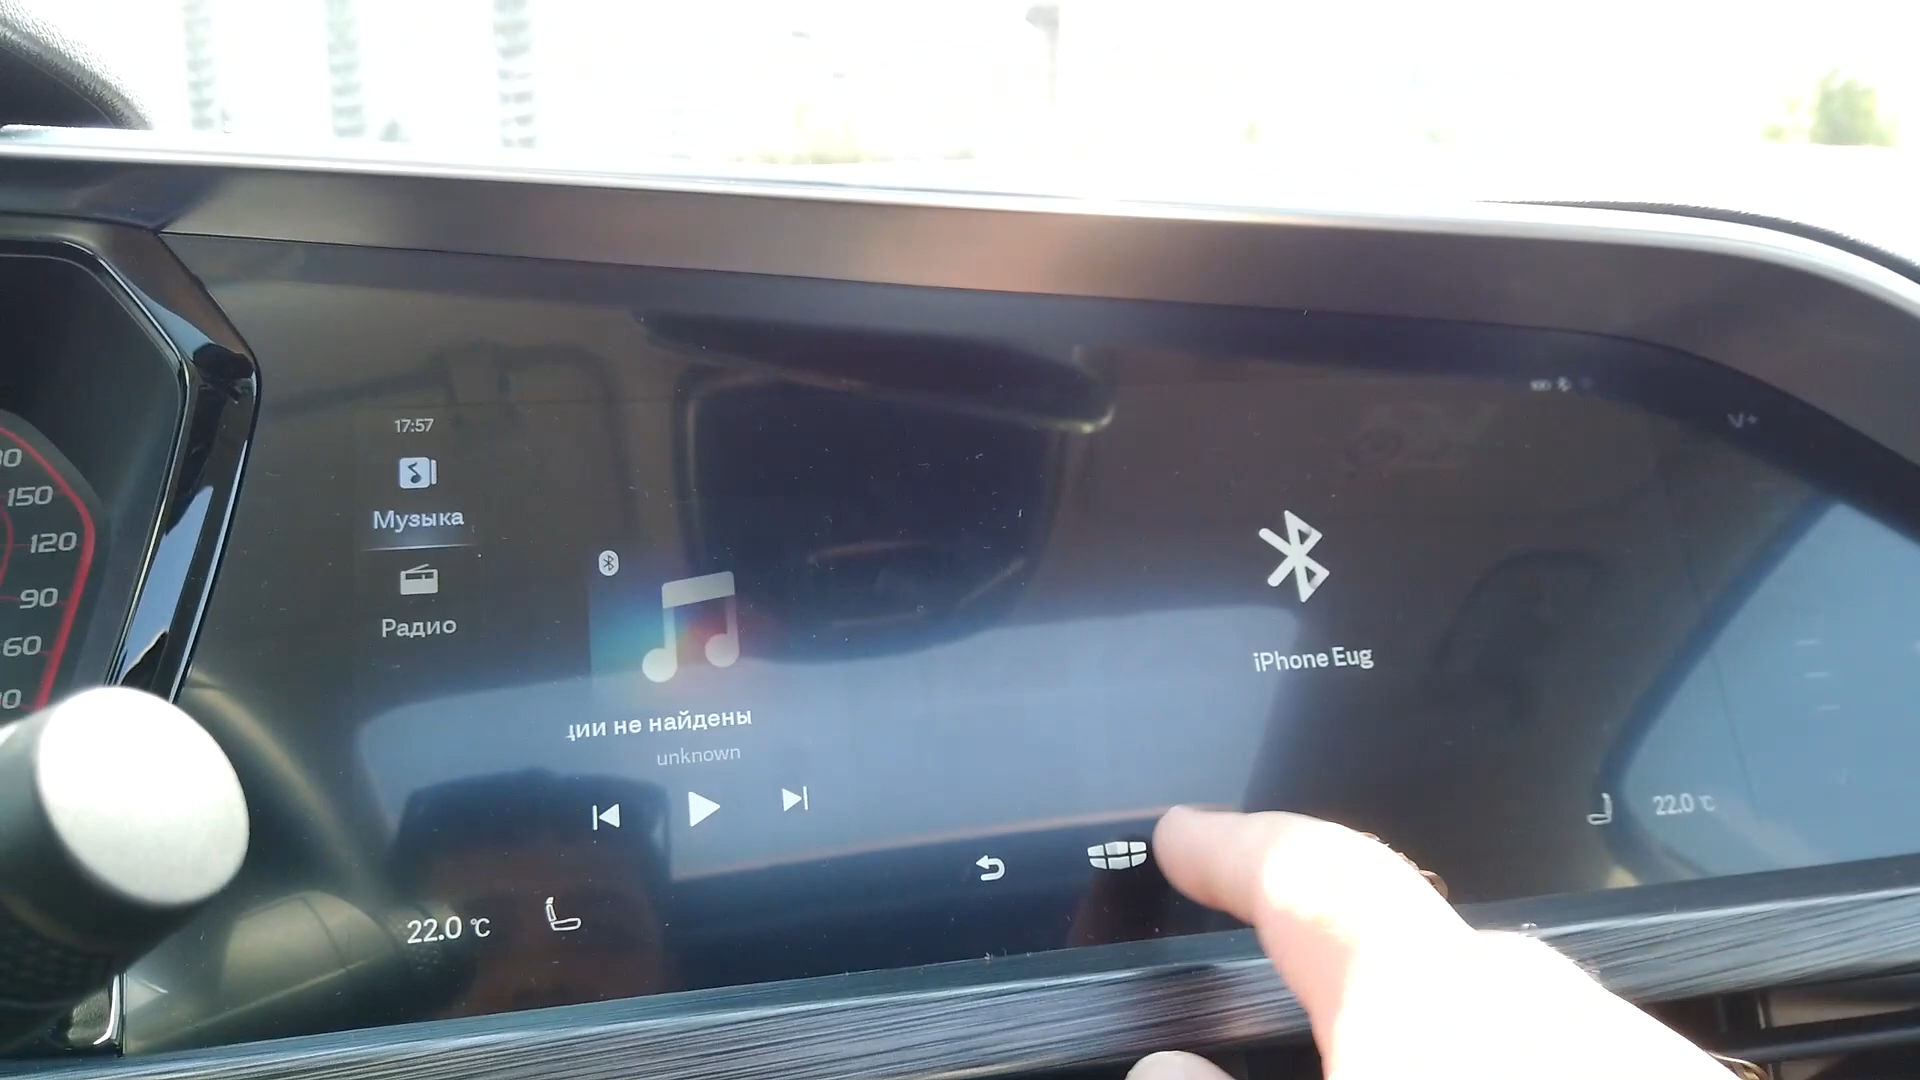 150
120
90
60
17:57
Музыка
Радио
ции не найдены
unknown
iPhone Eug
22.0 ℃
22.0 ℃
V+